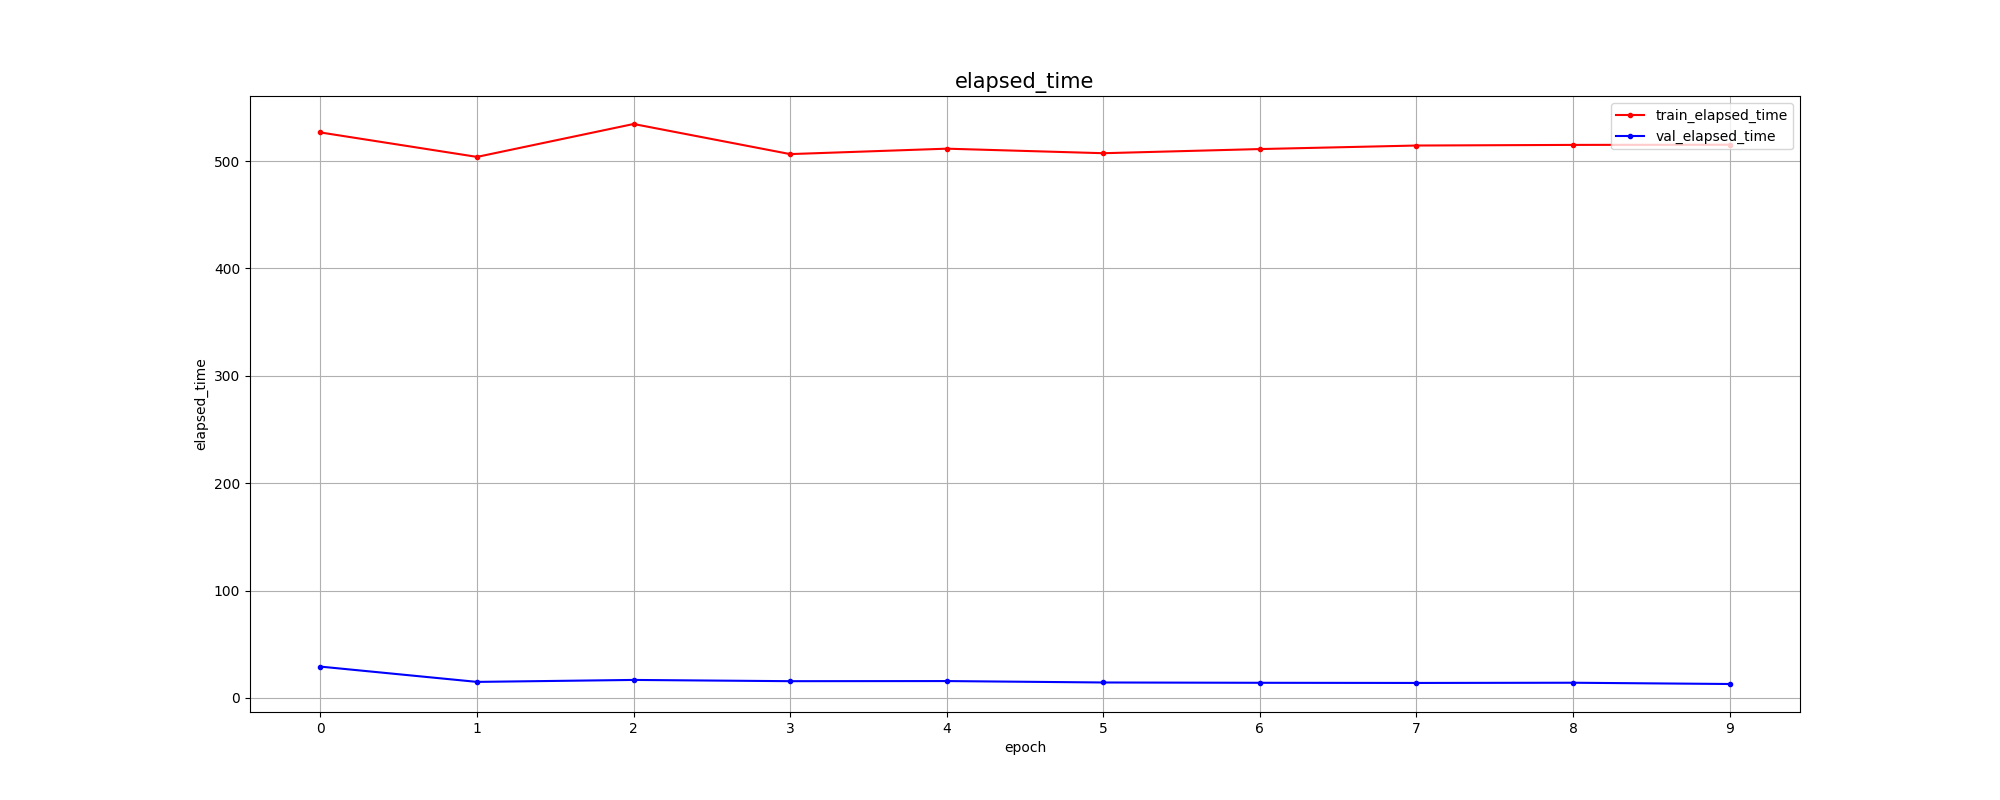 elapsed_time
train_elapsed_time
val_elapsed_time
500
400
300
200
100
0
elapsed_time
0 1 2 3 4 5 6 7 8 9
epoch